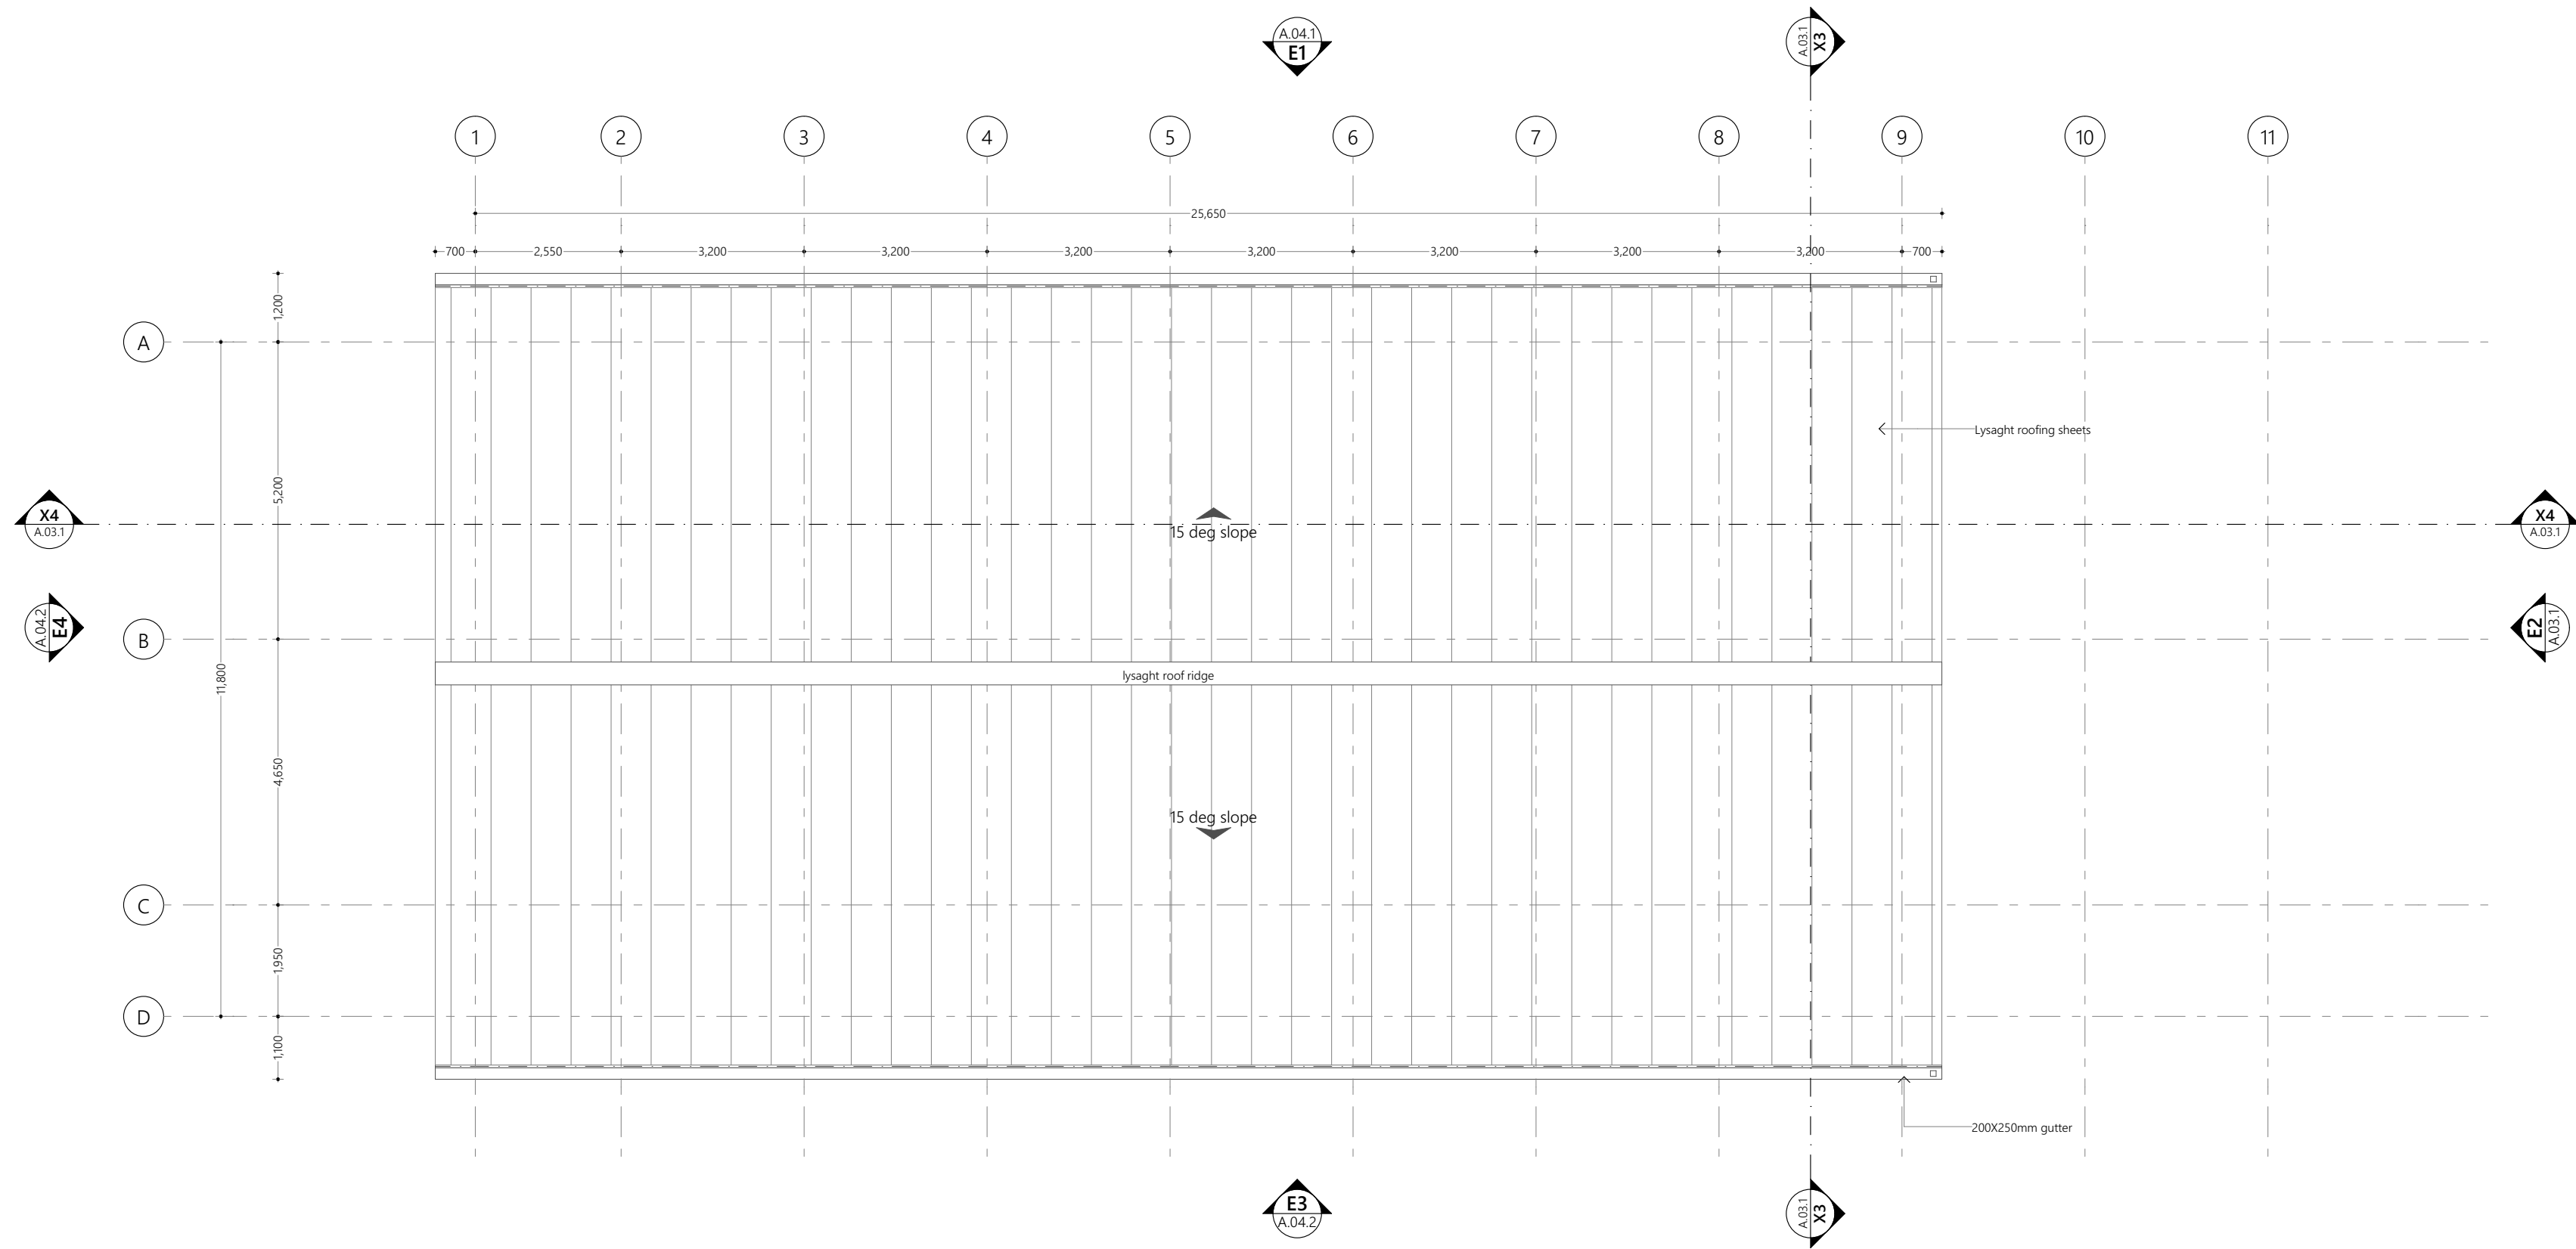 A.04.1
E1
A.03.1
X3
1
2
3
4
5
6
7
8
9
10
11
25,650
700
2,550
3,200
3,200
3,200
3,200
3,200
3,200
3,200
700
1,200
A
Lysaght roofing sheets
5,200
X4
A.03.1
15 deg slope
X4
A.03.1
A.04.2
E4
B
E2
A.03.1
11,800
lysaght roof ridge
4,650
15 deg slope
C
1,950
D
1,100
200X250mm gutter
E3
A.04.2
A.03.1
X3